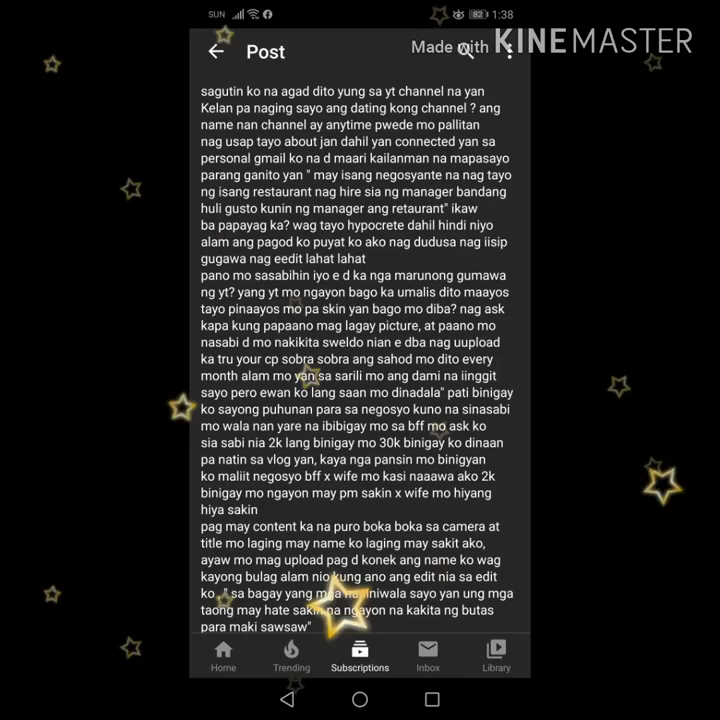 SUN 82 1:38
Post
Made with KINEMASTER
sagutin ko na agad dito yung sa yt channel na yan
Kelan pa naging sayo ang dating kong channel ? ang
name nan channel ay anytime pwede mo pallitan
nag usap tayo about jan dahil yan connected yan sa
personal gmail ko na d maari kailanman na mapasayo
parang ganito yan " may isang negosyante na nag tayo
ng isang restaurant nag hire sia ng manager bandang
huli gusto kunin ng manager ang retaurant" ikaw
ba papayag ka? wag tayo hypocrete dahil hindi niyo
alam ang pagod ko puyat ko ako nag dudusa nag iisip
gugawa nag eedit lahat lahat
pano mo sasabihin iyo e d ka nga marunong gumawa
ng yt? yang yt mo ngayon bago ka umalis dito maayos
tayo pinaayos mo pa skin yan bago mo diba? nag ask
kapa kung papaano mag lagay picture, at paano mo
nasabi d mo nakikita sweldo nian e dba nag uupload
ka tru your cp sobra sobra ang sahod mo dito every
month alam mo yan sa sarili mo ang dami na iinggit
sayo pero ewan ko lang saan mo dinadala" pati binigay
ko sayong puhunan para sa negosyo kuno na sinasabi
mo wala nan yare na ibibigay mo sa bff mo ask ko
sia sabi nia 2k lang binigay mo 30k binigay ko dinaan
pa natin sa vlog yan, kaya nga pansin mo binigyan
ko maliit negosyo bff x wife mo kasi naaawa ako 2k
binigay mo ngayon may pm sakin x wife mo hiyang
hiya sakin
pag may content ka na puro boka boka sa camera at
title mo laging may name ko laging may sakit ako,
ayaw mo mag upload pag d konek ang name ko wag
kayong bulag alam nio kung ano ang edit nia sa edit
ko , " sa bagay yang mga sayo yan ung mga
taong may hate sakin na ngayon na kakita ng butas
para maki sawsaw"
Home Trending Subscriptions Inbox Library